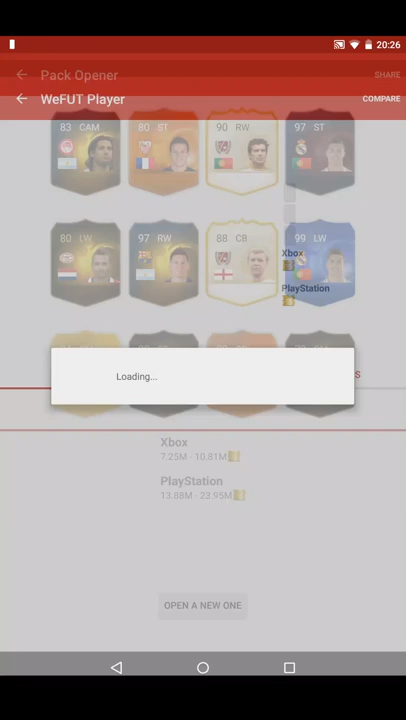 20:26
Pack Opener
SHARE
WeFUT Player
COMPARE
83 CAM
80 ST
90 RW
97 ST
80 LW
97 RW
88 CB
99 LW
Xbox
PlayStation
Loading...
S
Xbox
7.25M - 10.81M
PlayStation
13.88M - 23.95M
OPEN A NEW ONE